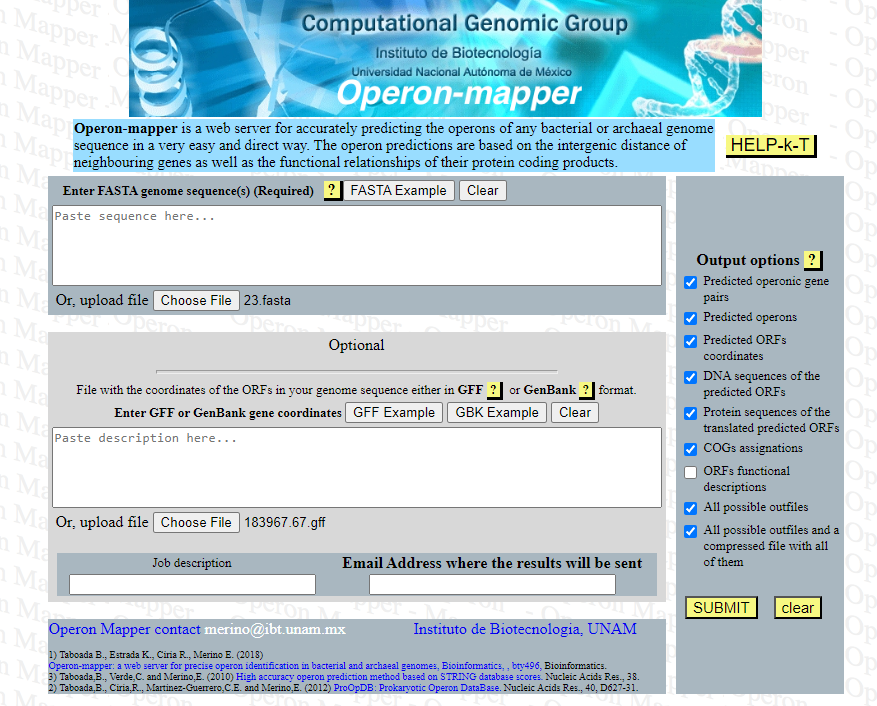 Computational Genomic Group
Instituto de Biotecnología
Universidad Nacional Autónoma de México
Operon-mapper
Operon-mapper is a web server for accurately predicting the operons of any bacterial or archaeal genome
sequence in a very easy and direct way. The operon predictions are based on the intergenic distance of
neighbouring genes as well as the functional relationships of their protein coding products.
HELP-k-T
Enter FASTA genome sequence(s) (Required) ? FASTA Example Clear
Paste sequence here...
Or, upload file Choose File 23.fasta
Optional
File with the coordinates of the ORFs in your genome sequence either in GFF ? or GenBank ? format.
Enter GFF or GenBank gene coordinates GFF Example GBK Example Clear
Paste description here...
Or, upload file Choose File 183967.67.gff
Job description
Email Address where the results will be sent
Output options ?
Predicted operonic gene
pairs
Predicted operons
Predicted ORFs
coordinates
DNA sequences of the
predicted ORFs
Protein sequences of the
translated predicted ORFs
COGs assignations
ORFs functional
descriptions
All possible outfiles
All possible outfiles and a
compressed file with all
of them
SUBMIT clear
Operon Mapper contact merino@ibt.unam.mx Instituto de Biotecnologia, UNAM
1) Taboada B., Estrada K., Ciria R., Merino E. (2018)
Operon-mapper: a web server for precise operon identification in bacterial and archaeal genomes, Bioinformatics, , bty496, Bioinformatics.
3) Taboada,B., Verde,C. and Merino,E. (2010) High accuracy operon prediction method based on STRING database scores. Nucleic Acids Res., 38.
2) Taboada,B., Ciria,R., Martinez-Guerrero,C.E. and Merino,E. (2012) ProOpDB: Prokaryotic Operon DataBase. Nucleic Acids Res., 40, D627-31.